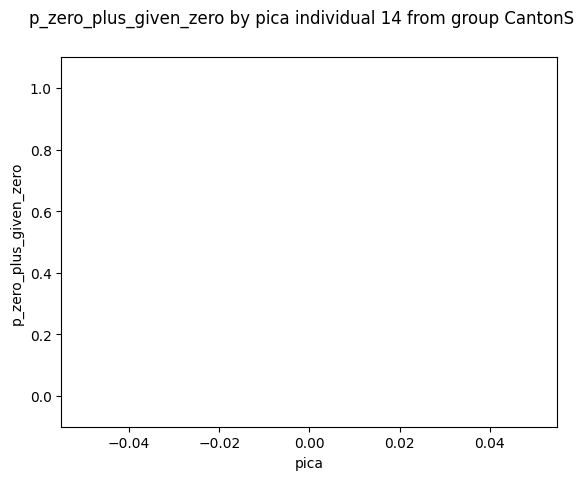 p_zero_plus_given_zero by pica individual 14 from group CantonS
1.0
0.8
0.6
0.4
0.2
0.0
p_zero_plus_given_zero
−0.04 −0.02 0.00 0.02 0.04
pica